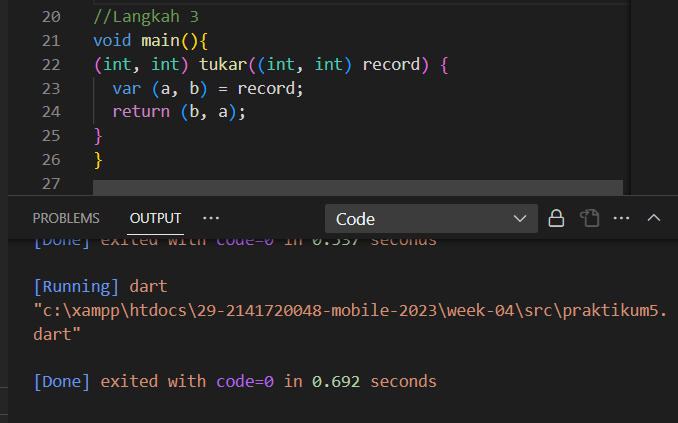 20 //Langkah 3
21 void main(){
22 (int, int) tukar((int, int) record) {
23 var (a, b) = record;
24 return (b, a);
25 }
26 }
27
PROBLEMS OUTPUT ··· Code ···
[Done] exited with code=0 in 0.537 seconds
[Running] dart
"c:\xampp\htdocs\29-2141720048-mobile-2023\week-04\src\praktikum5.
dart"
[Done] exited with code=0 in 0.692 seconds